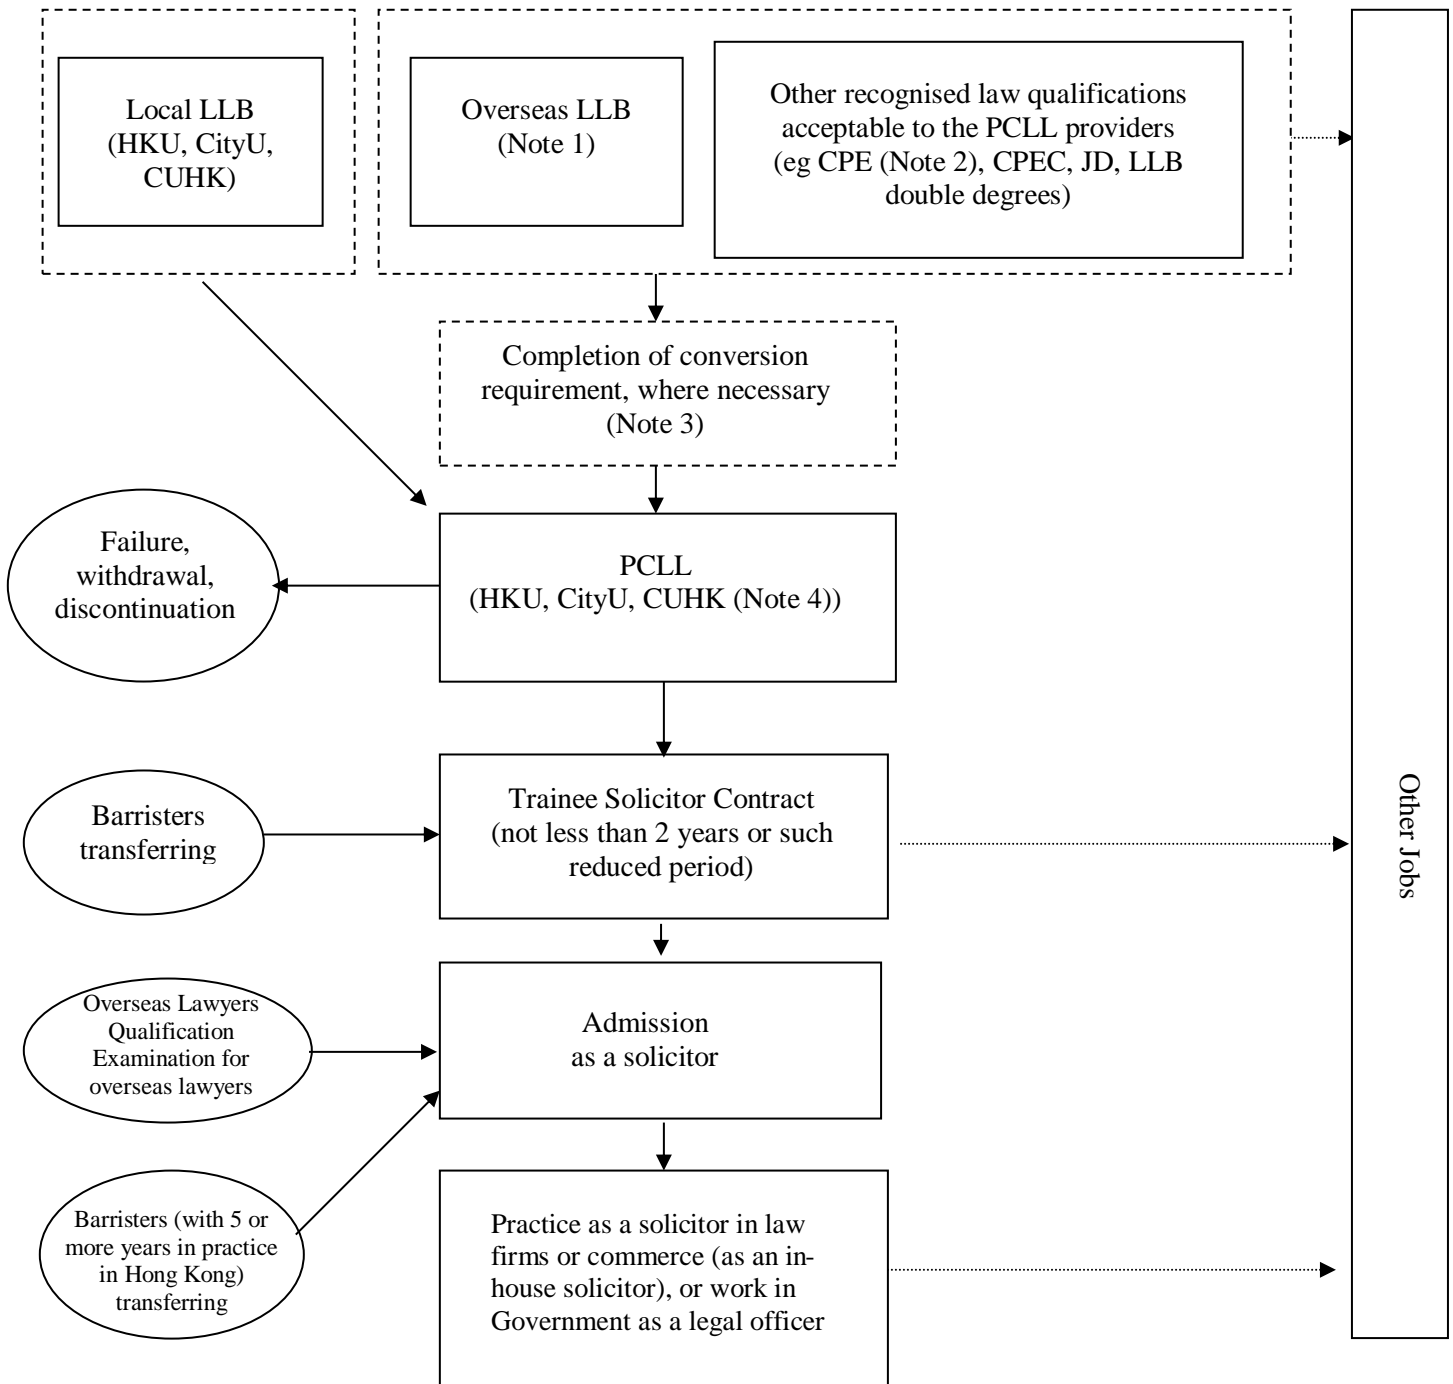 Local LLB
(HKU, CityU,
CUHK)
Overseas LLB
(Note 1)
Other recognised law qualifications
acceptable to the PCLL providers
(eg CPE (Note 2), CPEC, JD, LLB
double degrees)
Completion of conversion
requirement, where necessary
(Note 3)
Failure,
withdrawal,
discontinuation
PCLL
(HKU, CityU, CUHK (Note 4))
Barristers
transferring
Trainee Solicitor Contract
(not less than 2 years or such
reduced period)
Other Jobs
Overseas Lawyers
Qualification
Examination for
overseas lawyers
Admission
as a solicitor
Barristers (with 5 or
more years in practice
in Hong Kong)
transferring
Practice as a solicitor in law
firms or commerce (as an in-
house solicitor), or work in
Government as a legal officer